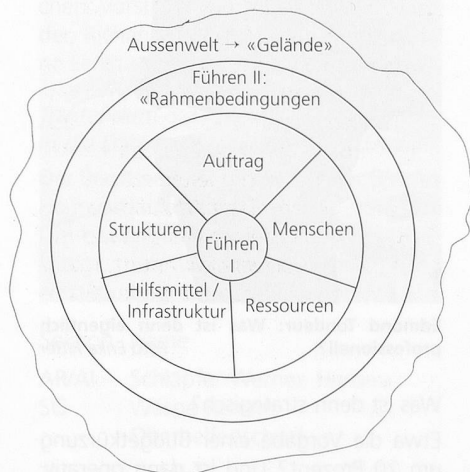 Aussenwelt → «Gelände»
Führen II:
«Rahmenbedingungen
Auftrag
Strukturen
Führen
I
Menschen
Hilfsmittel /
Infrastruktur
Ressourcen